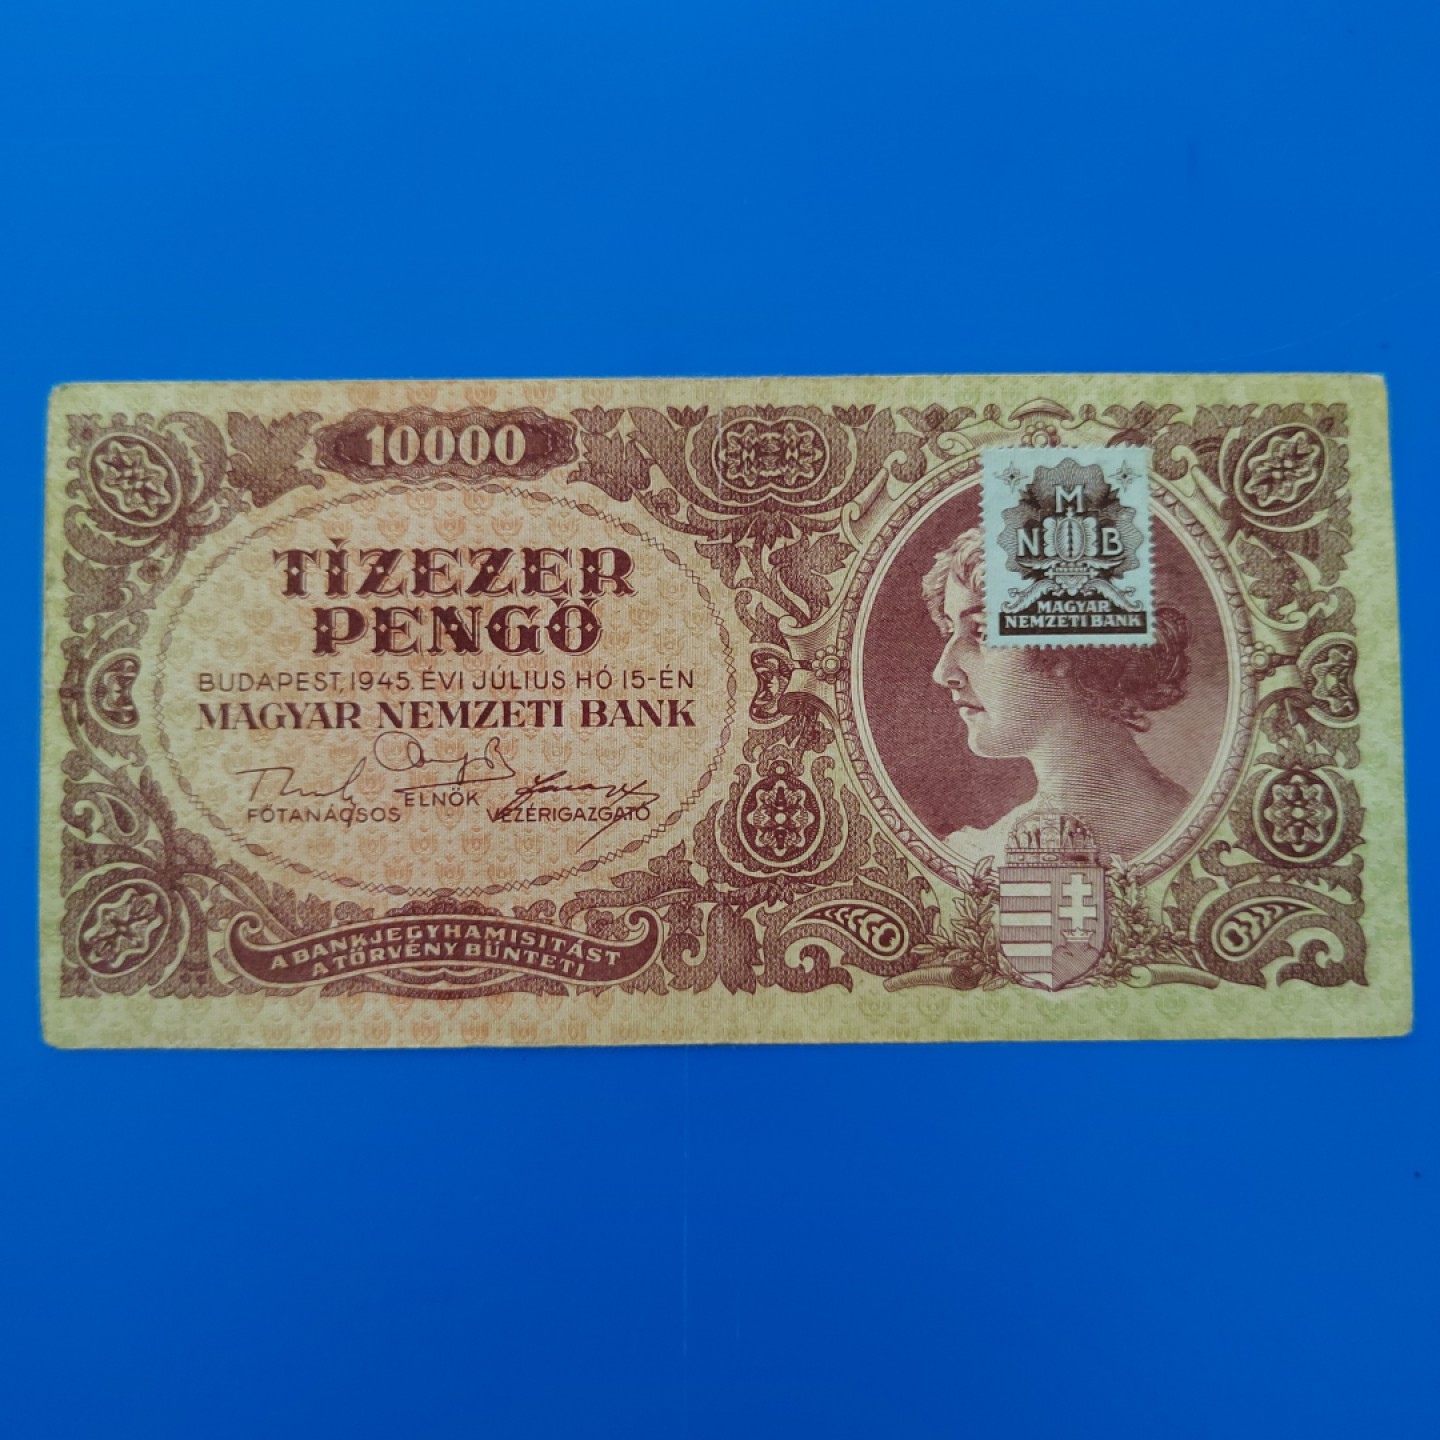 10000
TÍZEZER
PENGŐ
BUDAPEST, 1945. ÉVI JÚLIUS HÓ 15-ÉN
MAGYAR NEMZETI BANK
FŐTANÁCSOS
ELNÖK
VEZÉRIGAZGATÓ
A BANKJEGYHAMISITÁST
A TÖRVÉNY BÜNTETI
M
N B
MAGYAR
NEMZETI BANK